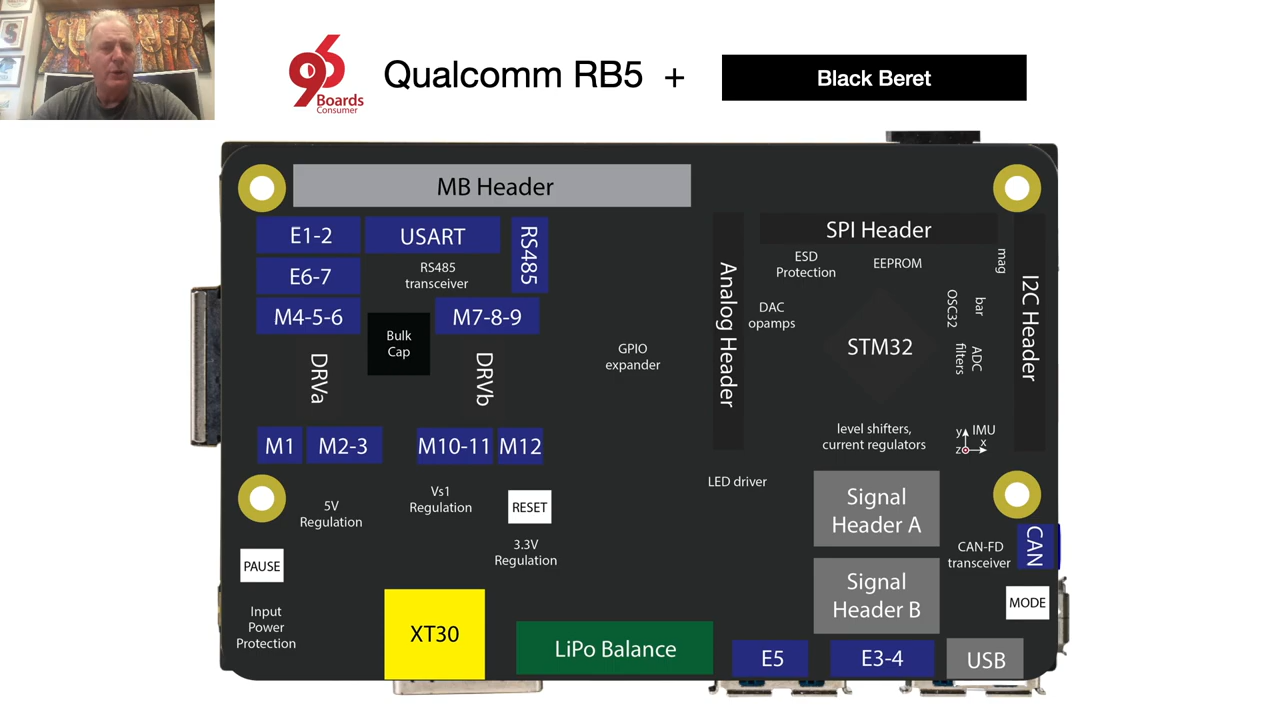 96
Boards
Consumer
Qualcomm RB5 +
Black Beret
MB Header
E1-2
USART
RS485
E6-7
RS485
transceiver
M4-5-6
Bulk
Cap
M7-8-9
DRVa
DRVb
GPIO
expander
M1
M2-3
M10-11
M12
5V
Regulation
Vs1
Regulation
RESET
3.3V
Regulation
PAUSE
Input
Power
Protection
XT30
LiPo Balance
Analog Header
SPI Header
ESD
Protection
EEPROM
mag
I2C Header
DAC
opamps
STM32
OSC32
bar
ADC
filters
level shifters,
current regulators
y
IMU
x
z
LED driver
Signal
Header A
Signal
Header B
CAN-FD
transceiver
CAN
MODE
E5
E3-4
USB